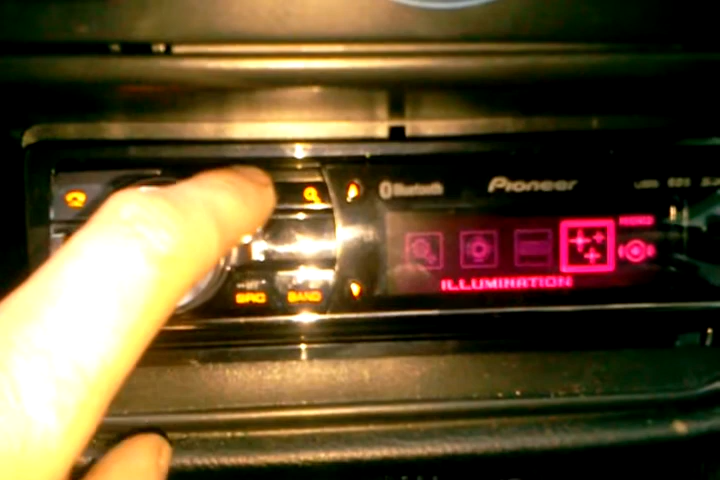 Bluetooth
Pioneer
ILLUMINATION
SRC
BAND